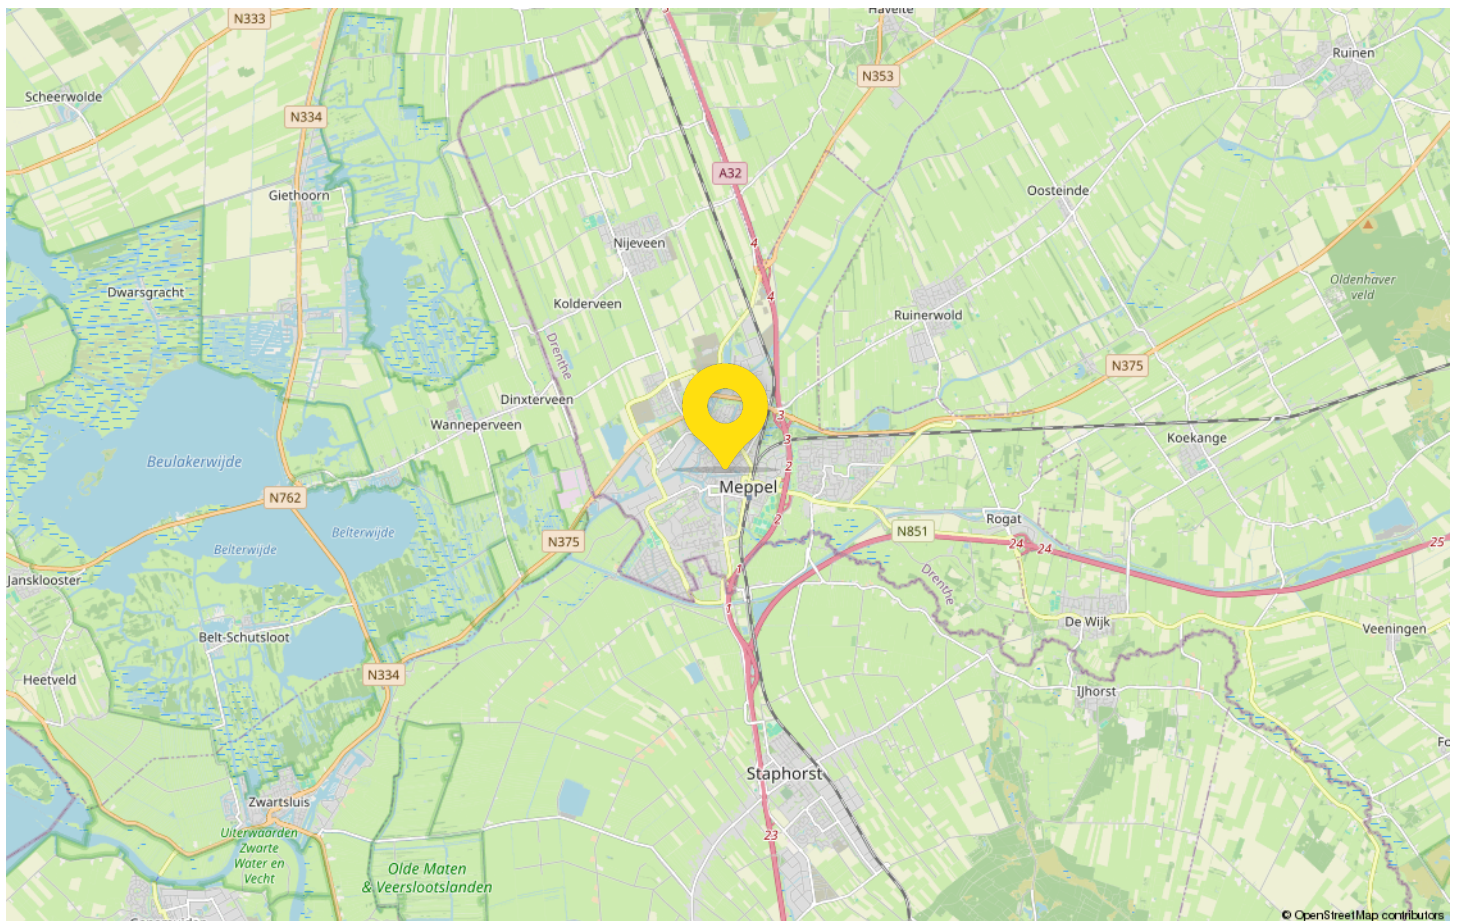 N333
Havelte
Ruinen
N353
Scheerwolde
N334
A32
Giethoorn
Oosteinde
Nijeveen
4
Dwarsgracht
Kolderveen
4
Oldenhaver
veld
Ruinerwold
Drenthe
N375
Dinxterveen
3
Wanneperveen
3
Koekange
Beulakerwijde
2
Meppel
N762
2
Rogat
Belterwijde
N851
N375
Belterwijde
24
24
25
Jansklooster
1
Drenthe
1
De Wijk
Veeningen
Belt-Schutsloot
N334
Heetveld
IJhorst
Fo
Staphorst
Zwartsluis
Uiterwaarden
Zwarte
Water en
Vecht
23
Olde Maten
& Veerslootslanden
© OpenStreetMap contributors